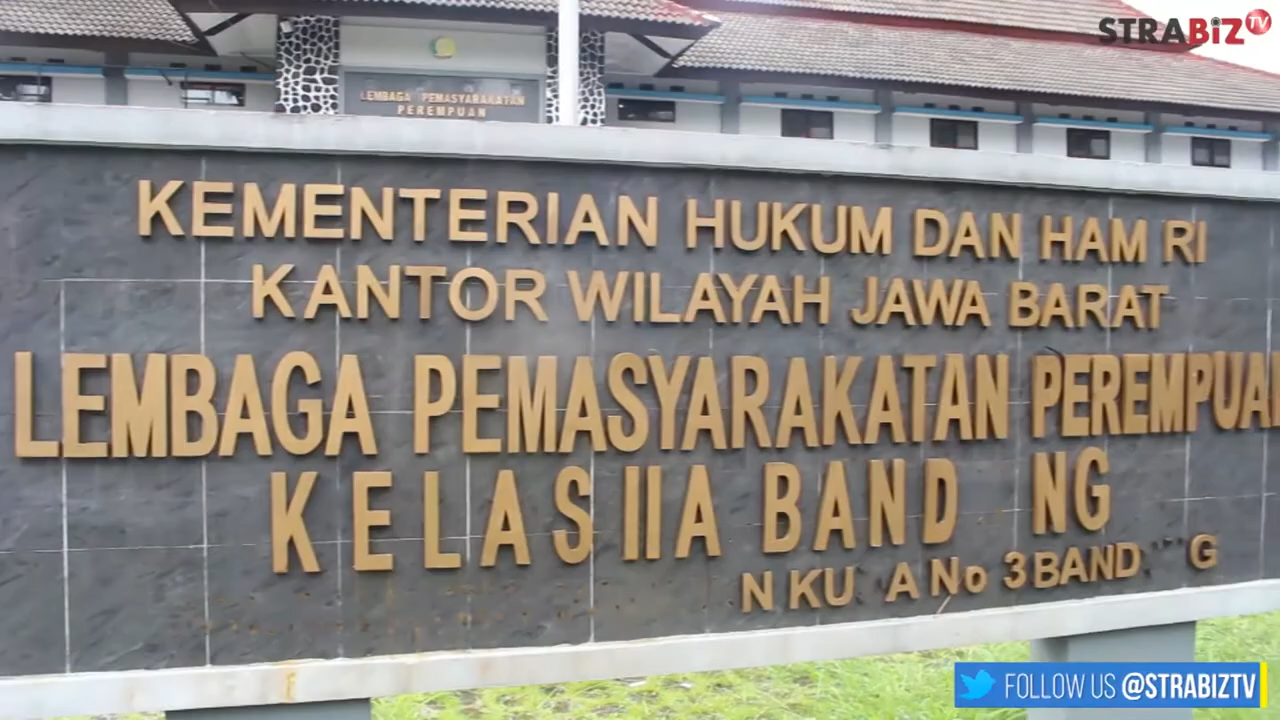 STRABIZ TV
LEMBAGA PEMASYARAKATAN
PEREMPUAN
KEMENTERIAN HUKUM DAN HAM RI
KANTOR WILAYAH JAWA BARAT
LEMBAGA PEMASYARAKATAN PEREMPUA
KELAS IIA BAND NG
N KU A No 3 BAND G
FOLLOW US @STRABIZTV